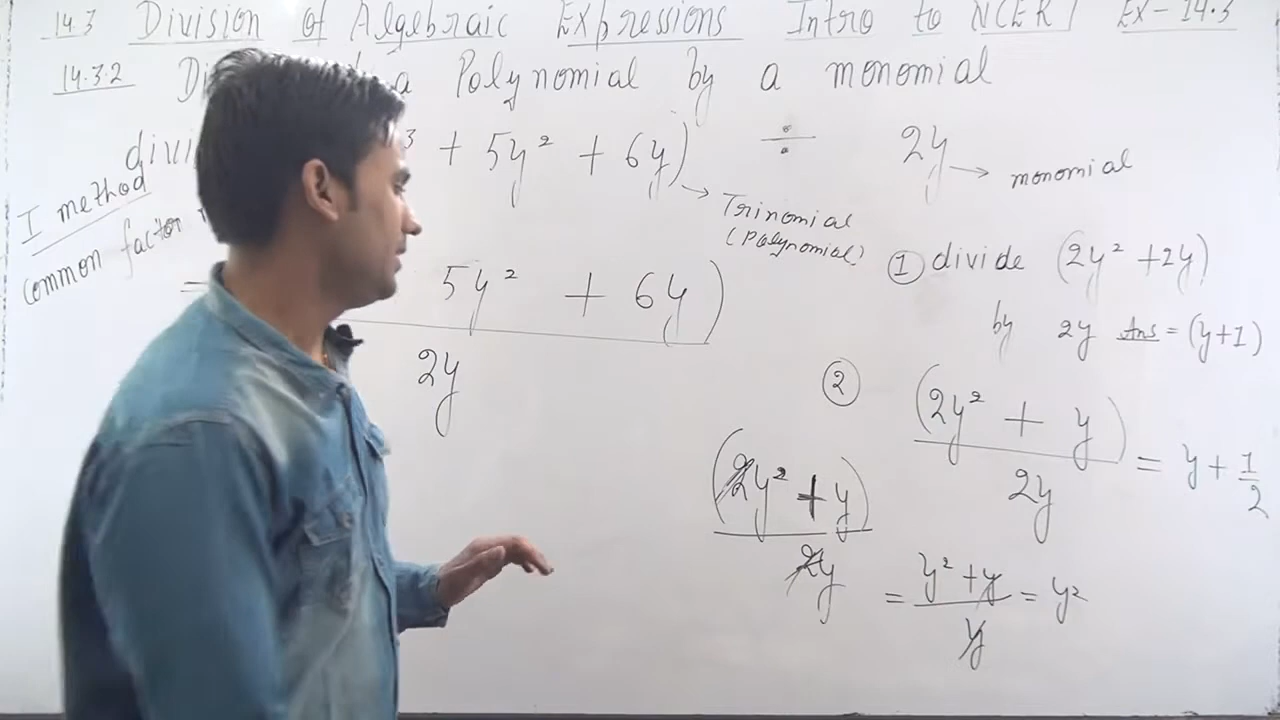 14.3 Division of Algebraic Expressions Intro to NCERT Ex-14.3
14.3.2 a Polynomial by a monomial
³ + 5y² + 6y) ÷ 2y → monomial
→ Trinomial
(Polynomial)
I method
common factor
= 5y² + 6y)
2y
① divide (2y² + 2y)
by 2y Ans = (y+1)
②
(2y² + y)
2y
= y + 1/2
(2y² + y)
2y
= y² + y / y = y²